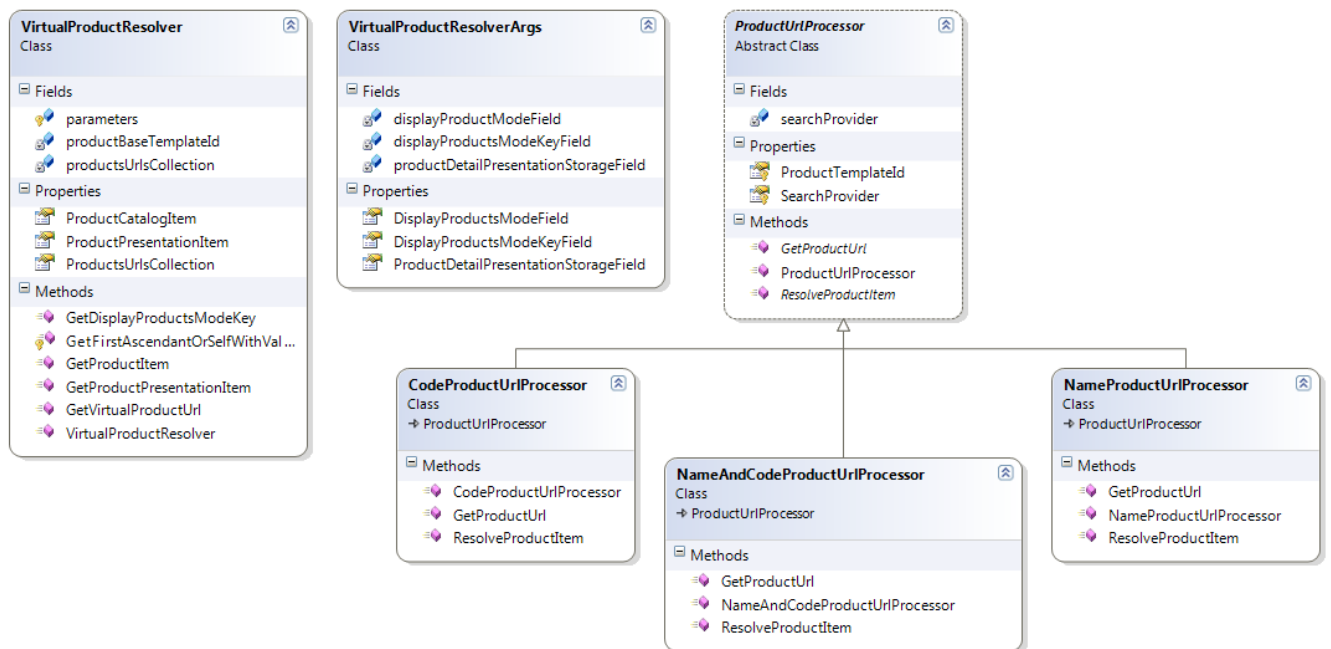 VirtualProductResolver
Class
Fields
parameters
productBaseTemplateId
productsUrlsCollection
Properties
ProductCatalogItem
ProductPresentationItem
ProductsUrlsCollection
Methods
GetDisplayProductsModeKey
GetFirstAscendantOrSelfWithVal ...
GetProductItem
GetProductPresentationItem
GetVirtualProductUrl
VirtualProductResolver
VirtualProductResolverArgs
Class
Fields
displayProductModeField
displayProductsModeKeyField
productDetailPresentationStorageField
Properties
DisplayProductsModeField
DisplayProductsModeKeyField
ProductDetailPresentationStorageField
ProductUrlProcessor
Abstract Class
Fields
searchProvider
Properties
ProductTemplateId
SearchProvider
Methods
GetProductUrl
ProductUrlProcessor
ResolveProductItem
CodeProductUrlProcessor
Class
ProductUrlProcessor
Methods
CodeProductUrlProcessor
GetProductUrl
ResolveProductItem
NameAndCodeProductUrlProcessor
Class
ProductUrlProcessor
Methods
GetProductUrl
NameAndCodeProductUrlProcessor
ResolveProductItem
NameProductUrlProcessor
Class
ProductUrlProcessor
Methods
GetProductUrl
NameProductUrlProcessor
ResolveProductItem